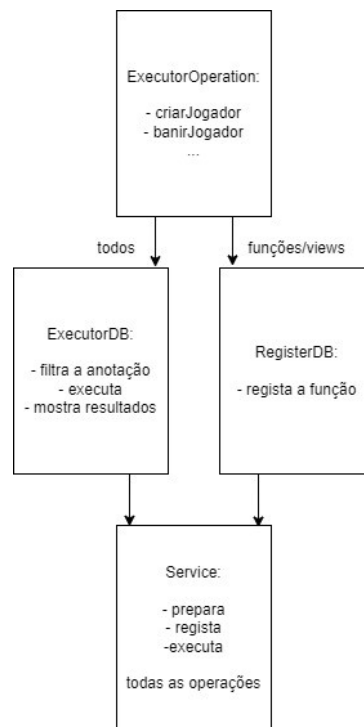 ExecutorOperation:
- criarJogador
- banirJogador
...
todos
funções/views
ExecutorDB:
- filtra a anotação
- executa
- mostra resultados
RegisterDB:
- regista a função
Service:
- prepara
- regista
-executa
todas as operações